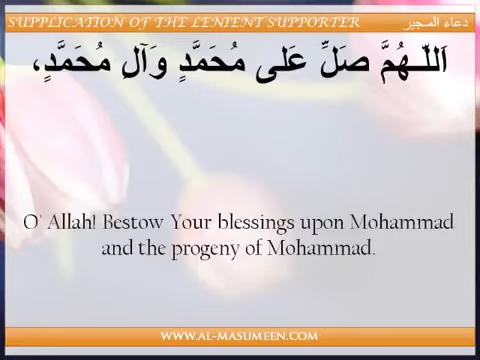 SUPPLICATION OF THE LENIENT SUPPORTER دعاء المجير
اَللّـهُمَّ صَلِّ عَلى مُحَمَّدٍ وَآلِ مُحَمَّدٍ،
O' Allah! Bestow Your blessings upon Mohammad
and the progeny of Mohammad.
WWW.AL-MASUMEEN.COM